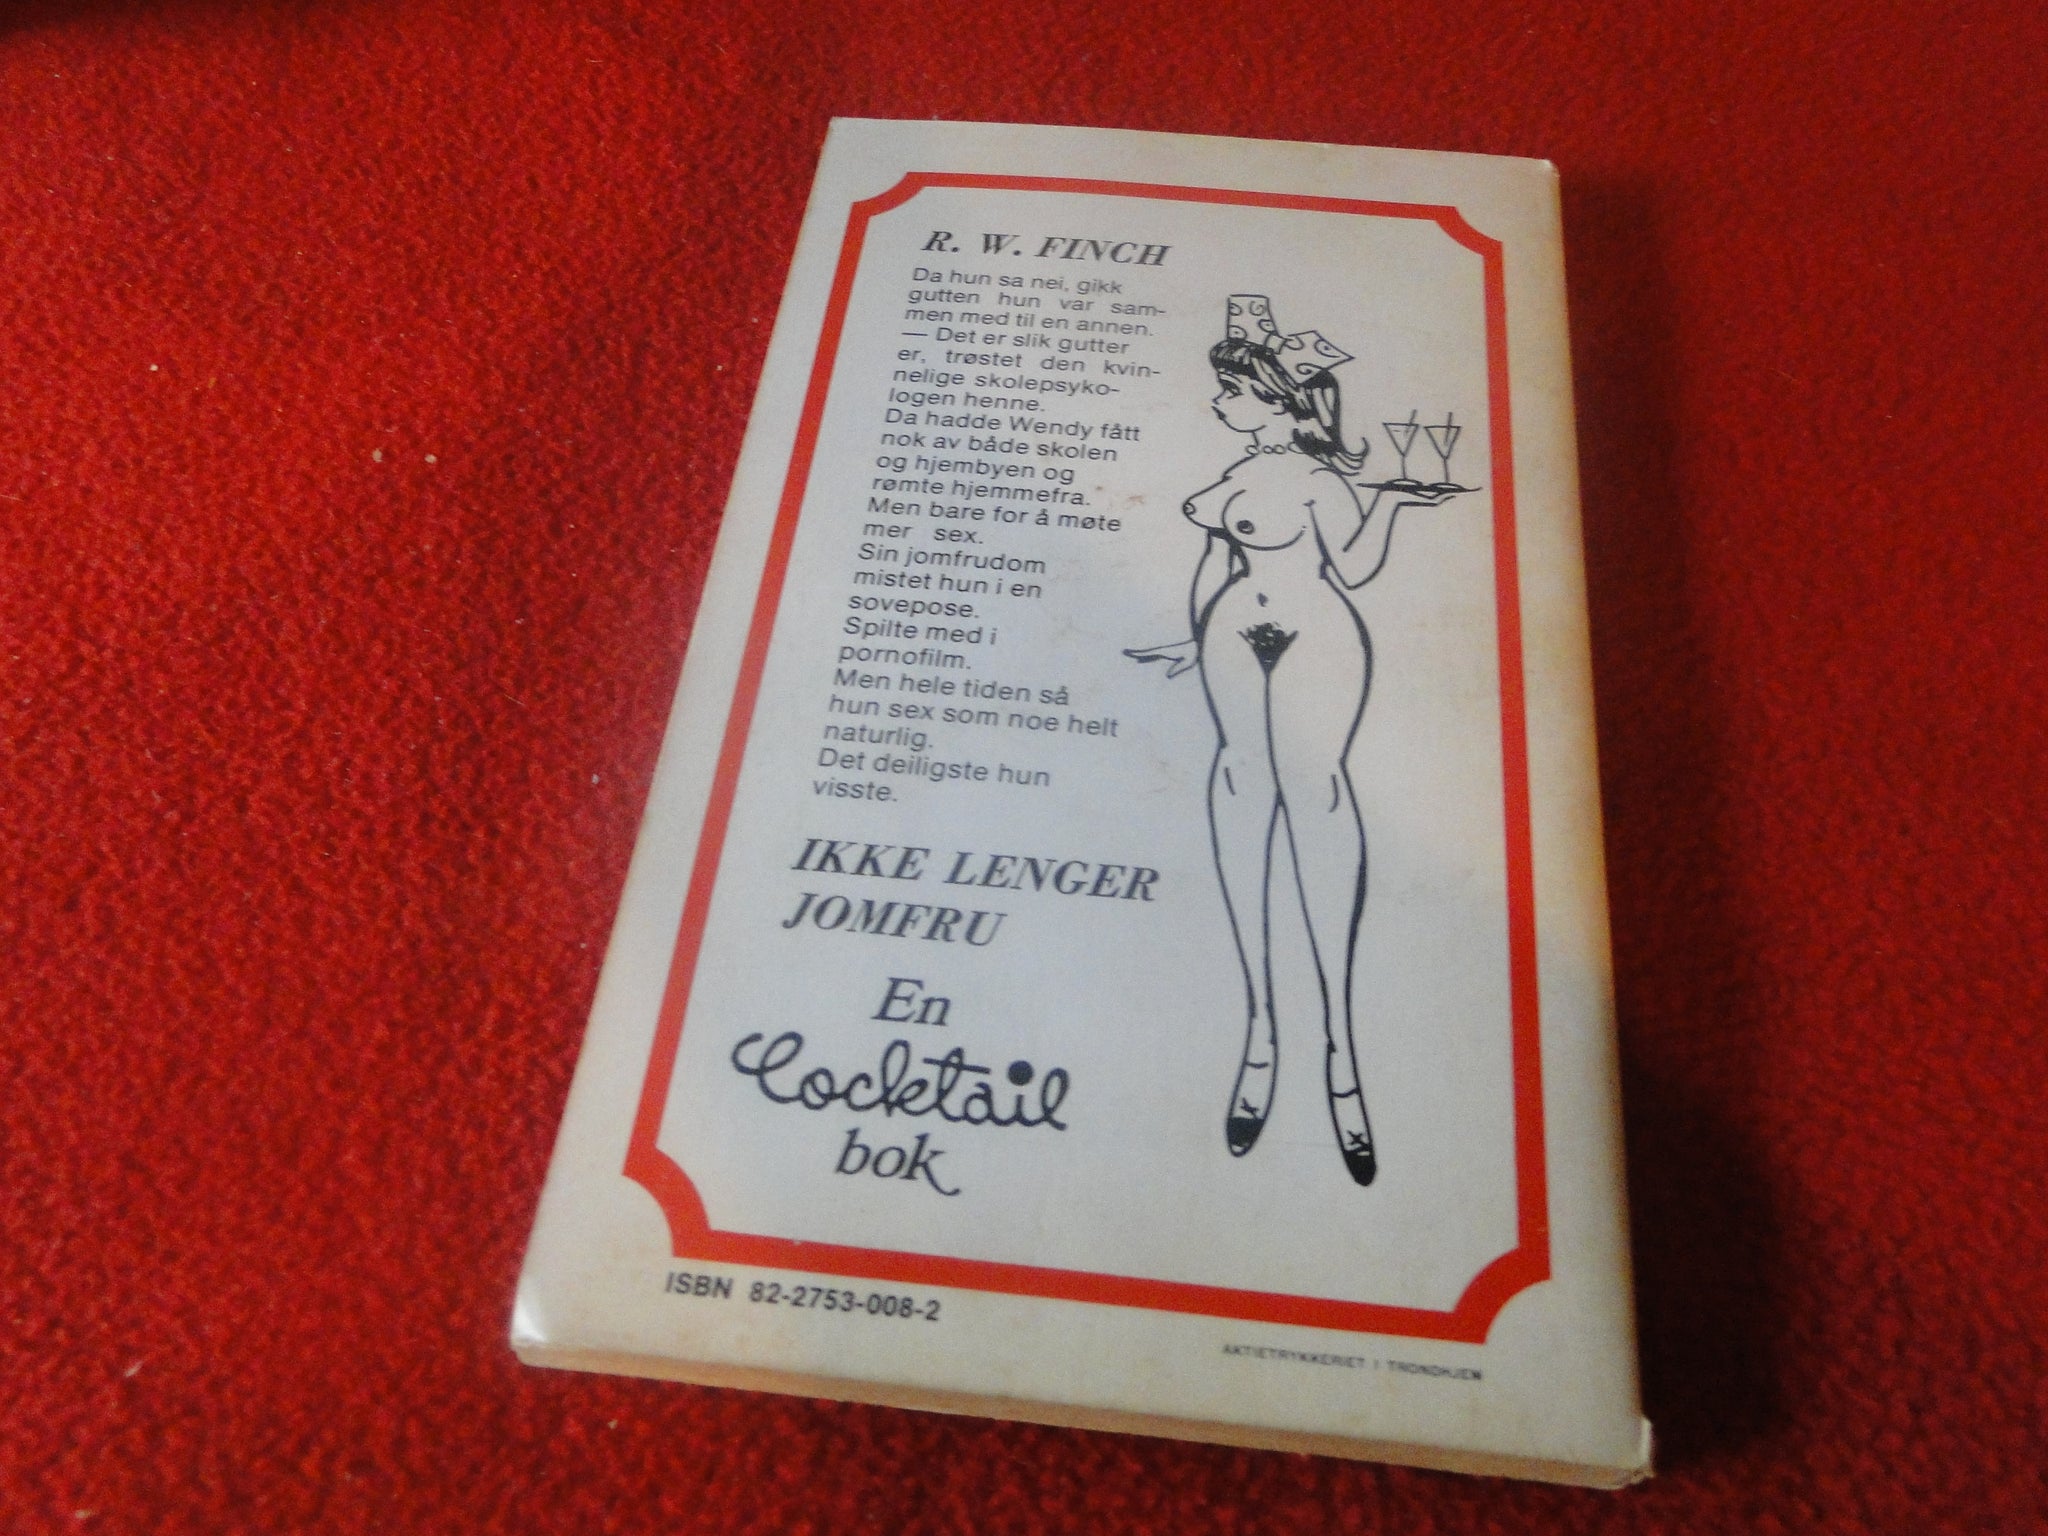 R. W. FINCH
Da hun sa nei, gikk
gutten hun var sam-
men med til en annen.
— Det er slik gutter
er, trøstet den kvin-
nelige skolepsyko-
logen henne.
Da hadde Wendy fått
nok av både skolen
og hjembyen og
rømte hjemmefra.
Men bare for å møte
mer sex.
Sin jomfrudom
mistet hun i en
sovepose.
Spilte med i
pornofilm.
Men hele tiden så
hun sex som noe helt
naturlig.
Det deiligste hun
visste.
IKKE LENGER
JOMFRU
En
Cocktail
bok
ISBN 82-2753-008-2
AKTIETRYKKERIET I TRONDHJEM